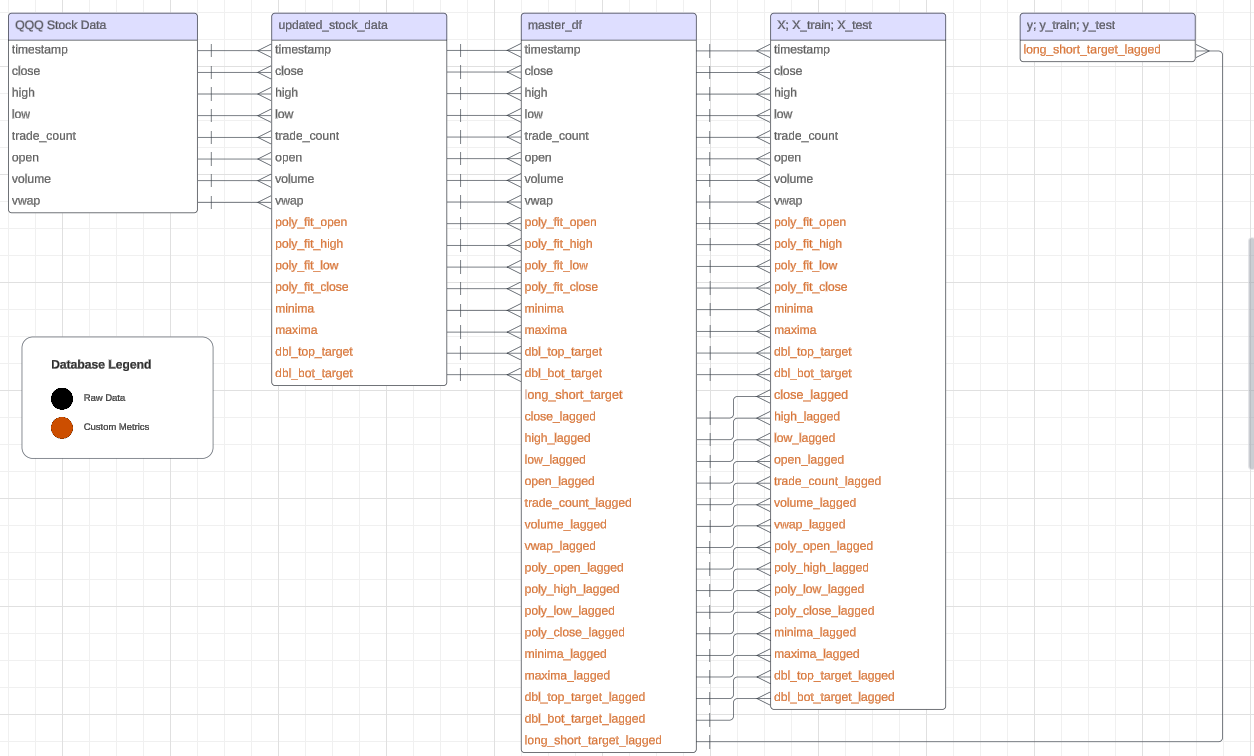 QQQ Stock Data
timestamp
close
high
low
trade_count
open
volume
vwap
updated_stock_data
timestamp
close
high
low
trade_count
open
volume
vwap
poly_fit_open
poly_fit_high
poly_fit_low
poly_fit_close
minima
maxima
dbl_top_target
dbl_bot_target
master_df
timestamp
close
high
low
trade_count
open
volume
vwap
poly_fit_open
poly_fit_high
poly_fit_low
poly_fit_close
minima
maxima
dbl_top_target
dbl_bot_target
long_short_target
close_lagged
high_lagged
low_lagged
open_lagged
trade_count_lagged
volume_lagged
vwap_lagged
poly_open_lagged
poly_high_lagged
poly_low_lagged
poly_close_lagged
minima_lagged
maxima_lagged
dbl_top_target_lagged
dbl_bot_target_lagged
long_short_target_lagged
X; X_train; X_test
timestamp
close
high
low
trade_count
open
volume
vwap
poly_fit_open
poly_fit_high
poly_fit_low
poly_fit_close
minima
maxima
dbl_top_target
dbl_bot_target
close_lagged
high_lagged
low_lagged
open_lagged
trade_count_lagged
volume_lagged
vwap_lagged
poly_open_lagged
poly_high_lagged
poly_low_lagged
poly_close_lagged
minima_lagged
maxima_lagged
dbl_top_target_lagged
dbl_bot_target_lagged
y; y_train; y_test
long_short_target_lagged
Database Legend
Raw Data
Custom Metrics